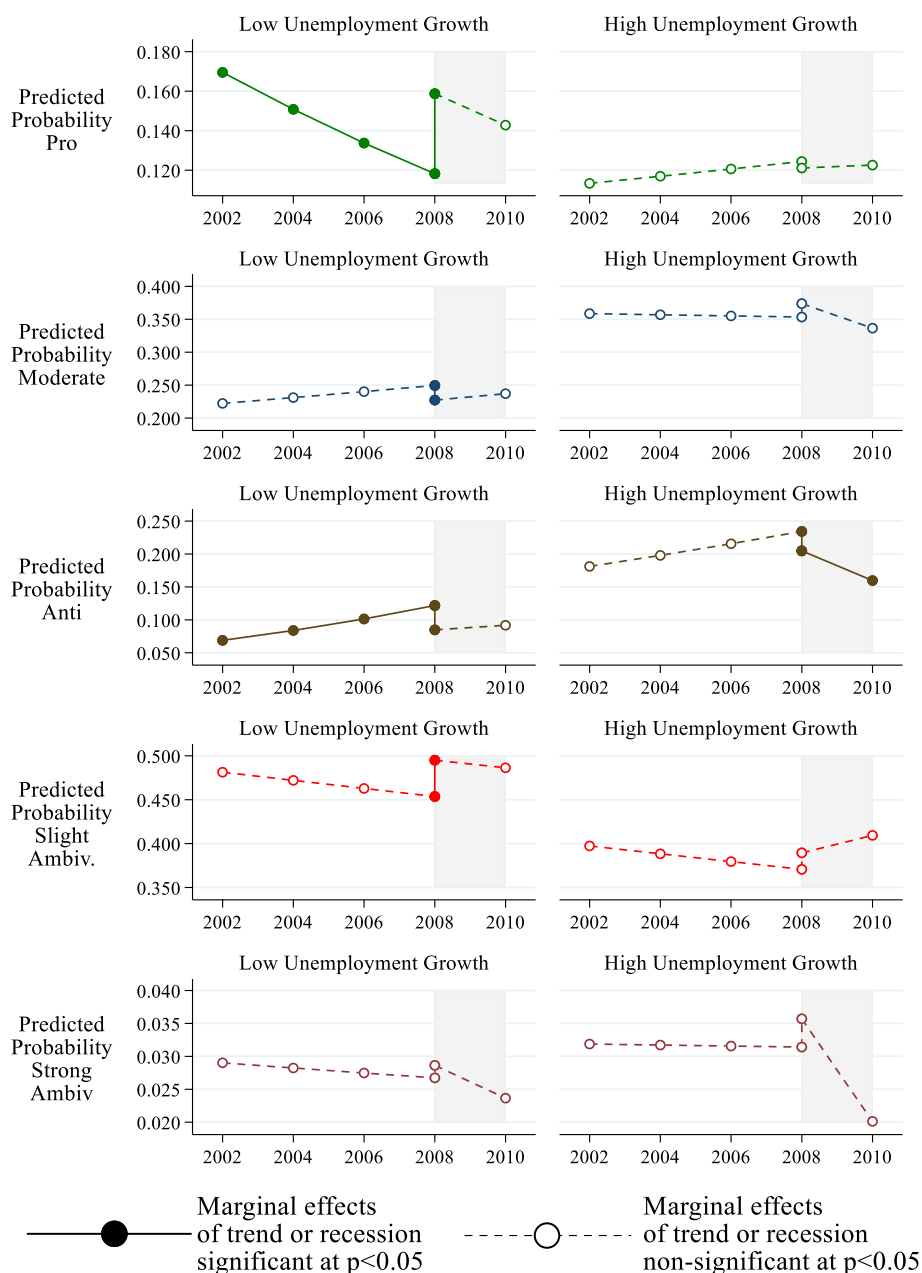 Low Unemployment Growth
High Unemployment Growth
Predicted
Probability
Pro
0.180
0.160
0.140
0.120
2002 2004 2006 2008 2010
2002 2004 2006 2008 2010
Low Unemployment Growth
High Unemployment Growth
Predicted
Probability
Moderate
0.400
0.350
0.300
0.250
0.200
2002 2004 2006 2008 2010
2002 2004 2006 2008 2010
Low Unemployment Growth
High Unemployment Growth
Predicted
Probability
Anti
0.250
0.200
0.150
0.100
0.050
2002 2004 2006 2008 2010
2002 2004 2006 2008 2010
Low Unemployment Growth
High Unemployment Growth
Predicted
Probability
Slight
Ambiv.
0.500
0.450
0.400
0.350
2002 2004 2006 2008 2010
2002 2004 2006 2008 2010
Low Unemployment Growth
High Unemployment Growth
Predicted
Probability
Strong
Ambiv
0.040
0.035
0.030
0.025
0.020
2002 2004 2006 2008 2010
2002 2004 2006 2008 2010
Marginal effects
of trend or recession
significant at p<0.05
Marginal effects
of trend or recession
non-significant at p<0.05